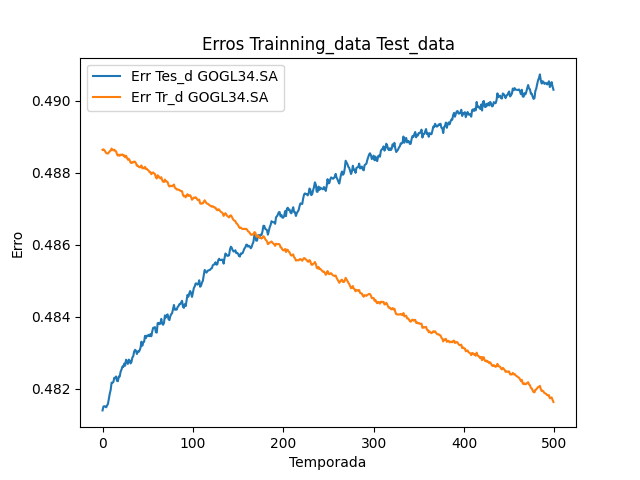 Erros Trainning_data Test_data
Err Tes_d GOGL34.SA
Err Tr_d GOGL34.SA
0.490
0.488
0.486
0.484
0.482
Erro
0 100 200 300 400 500
Temporada